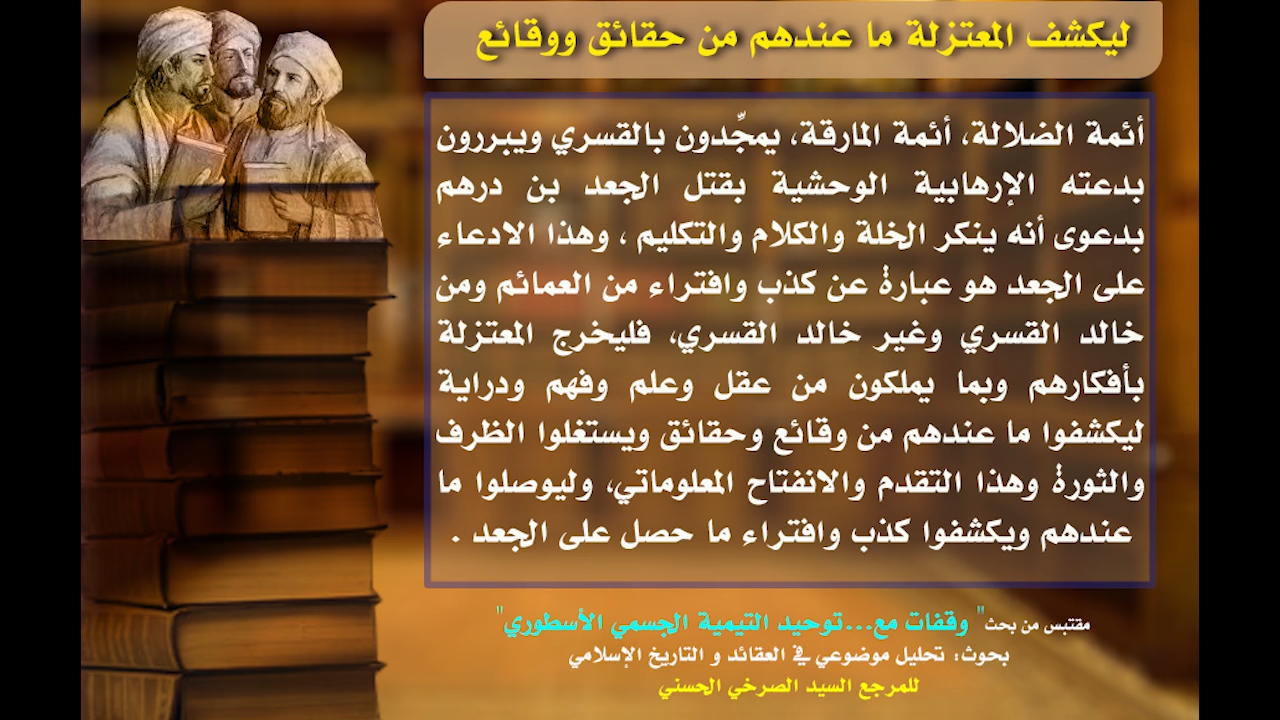 ليكشف المعتزلة ما عندهم من حقائق ووقائع
أئمة الضلالة، أئمة المارقة، يمجِّدون بالقسري ويبررون
بدعته الإرهابية الوحشية بقتل الجعد بن درهم
بدعوى أنه ينكر الخلة والكلام والتكليم ، وهذا الادعاء
على الجعد هو عبارة عن كذب وافتراء من العمائم ومن
خالد القسري وغير خالد القسري، فليخرج المعتزلة
بأفكارهم وبما يملكون من عقل وعلم وفهم ودراية
ليكشفوا ما عندهم من وقائع وحقائق ويستغلوا الظرف
والثورة وهذا التقدم والانفتاح المعلوماتي، وليوصلوا ما
عندهم ويكشفوا كذب وافتراء ما حصل على الجعد .
مقتبس من بحث" وقفات مع...توحيد التيمية الجسمي الأسطوري"
بحوث: تحليل موضوعي في العقائد و التاريخ الإسلامي
للمرجع السيد الصرخي الحسني